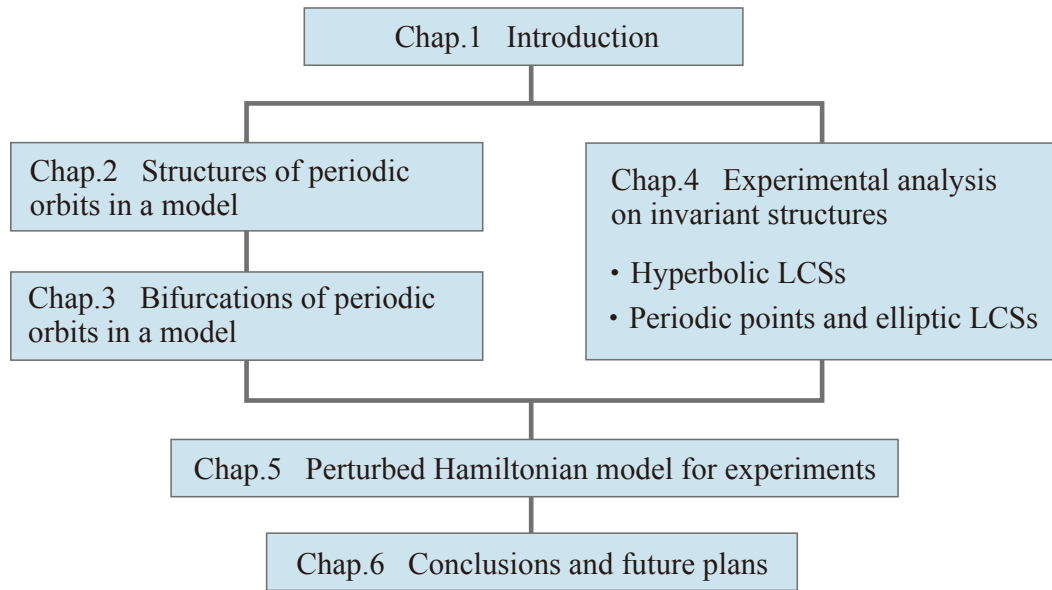 Chap.1 Introduction
Chap.2 Structures of periodic
orbits in a model
Chap.3 Bifurcations of periodic
orbits in a model
Chap.4 Experimental analysis
on invariant structures
・Hyperbolic LCSs
・Periodic points and elliptic LCSs
Chap.5 Perturbed Hamiltonian model for experiments
Chap.6 Conclusions and future plans